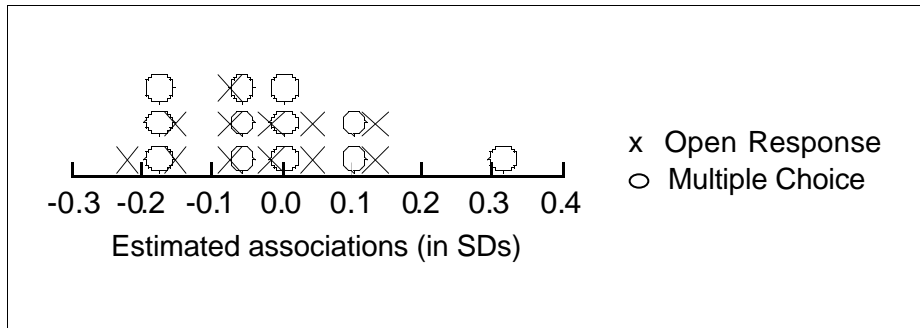 x Open Response
o Multiple Choice
-0.3 -0.2 -0.1 0.0 0.1 0.2 0.3 0.4
Estimated associations (in SDs)